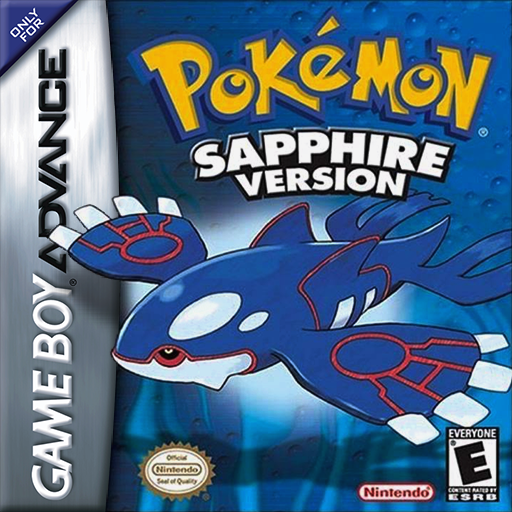 ONLY
FOR
GAME BOY ADVANCE
POKéMON
®
SAPPHIRE
VERSION
Official
Nintendo
Seal of Quality
Nintendo
EVERYONE
E
CONTENT RATED BY
ESRB